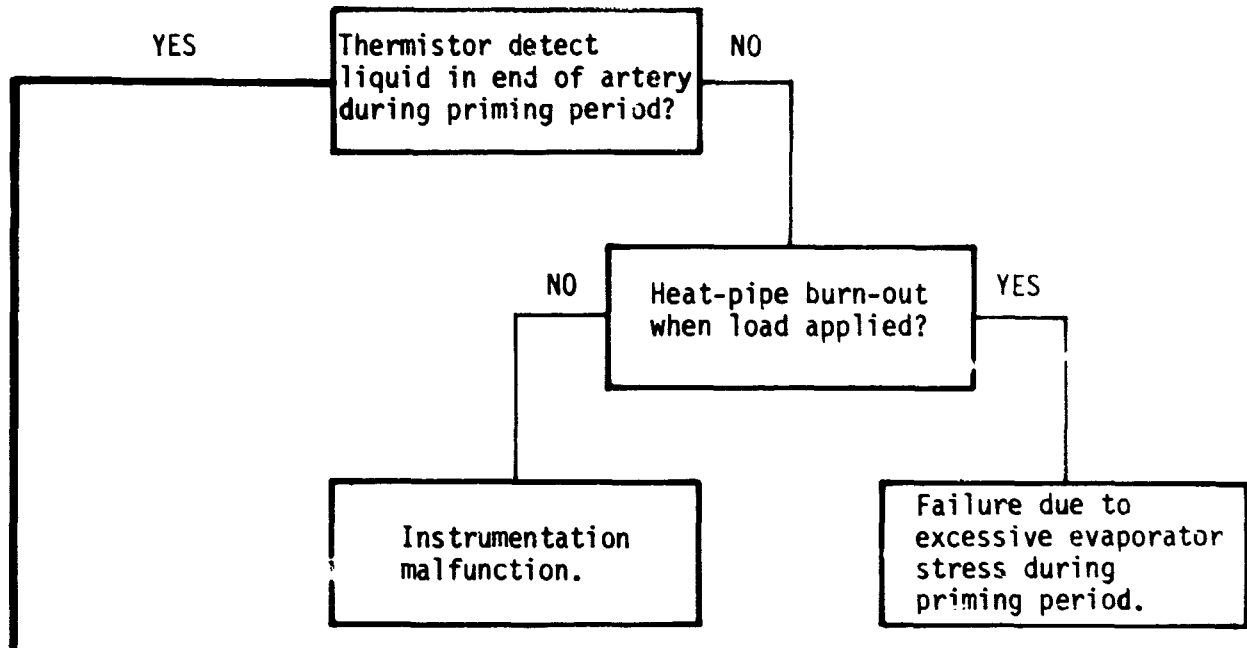 YES
Thermistor detect
liquid in end of artery
during priming period?
NO
NO
Heat-pipe burn-out
when load applied?
YES
Instrumentation
malfunction.
Failure due to
excessive evaporator
stress during
priming period.